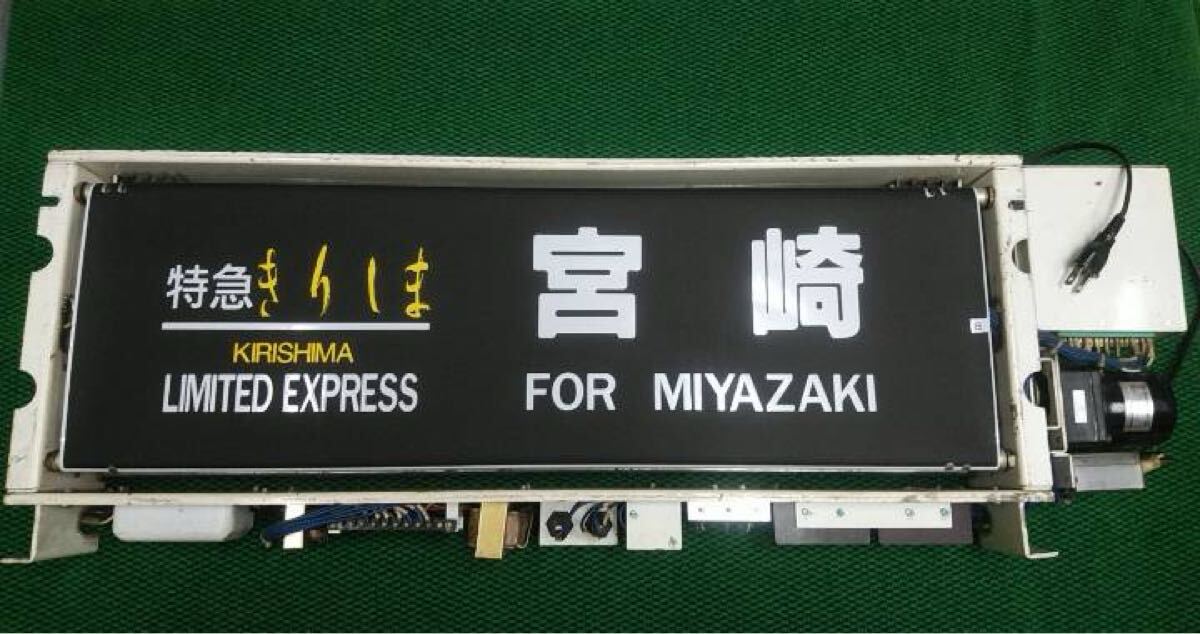 特急きりしま
KIRISHIMA
LIMITED EXPRESS
宮崎
FOR MIYAZAKI